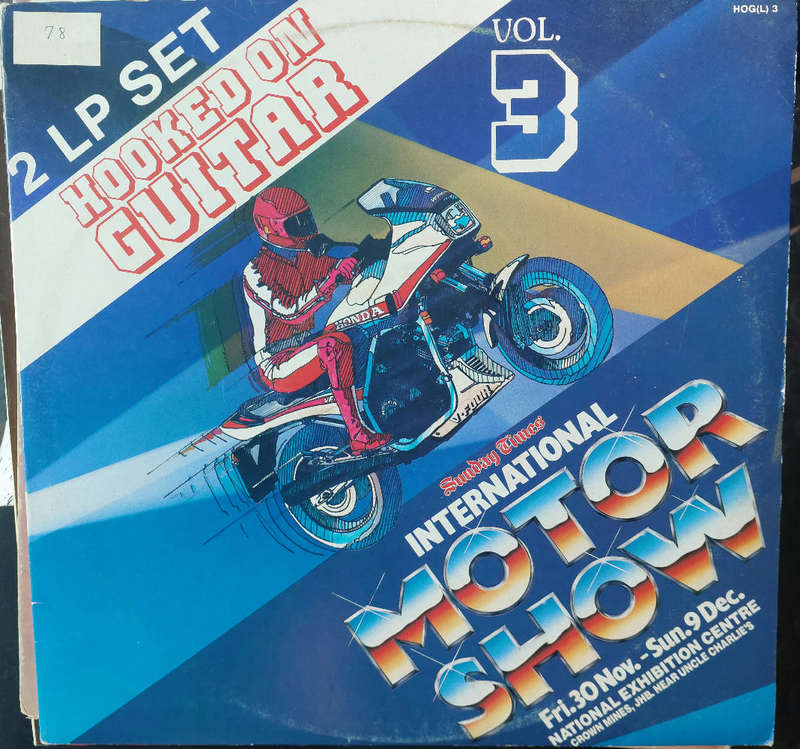 78
HOG(L) 3
2 LP SET
HOOKED ON
GUITAR
VOL.
3
HONDA
Sunday Times
INTERNATIONAL
MOTOR
SHOW
Fri.30 Nov.-Sun.9 Dec.
NATIONAL EXHIBITION CENTRE
CROWN MINES, JHB. NEAR UNCLE CHARLIE'S